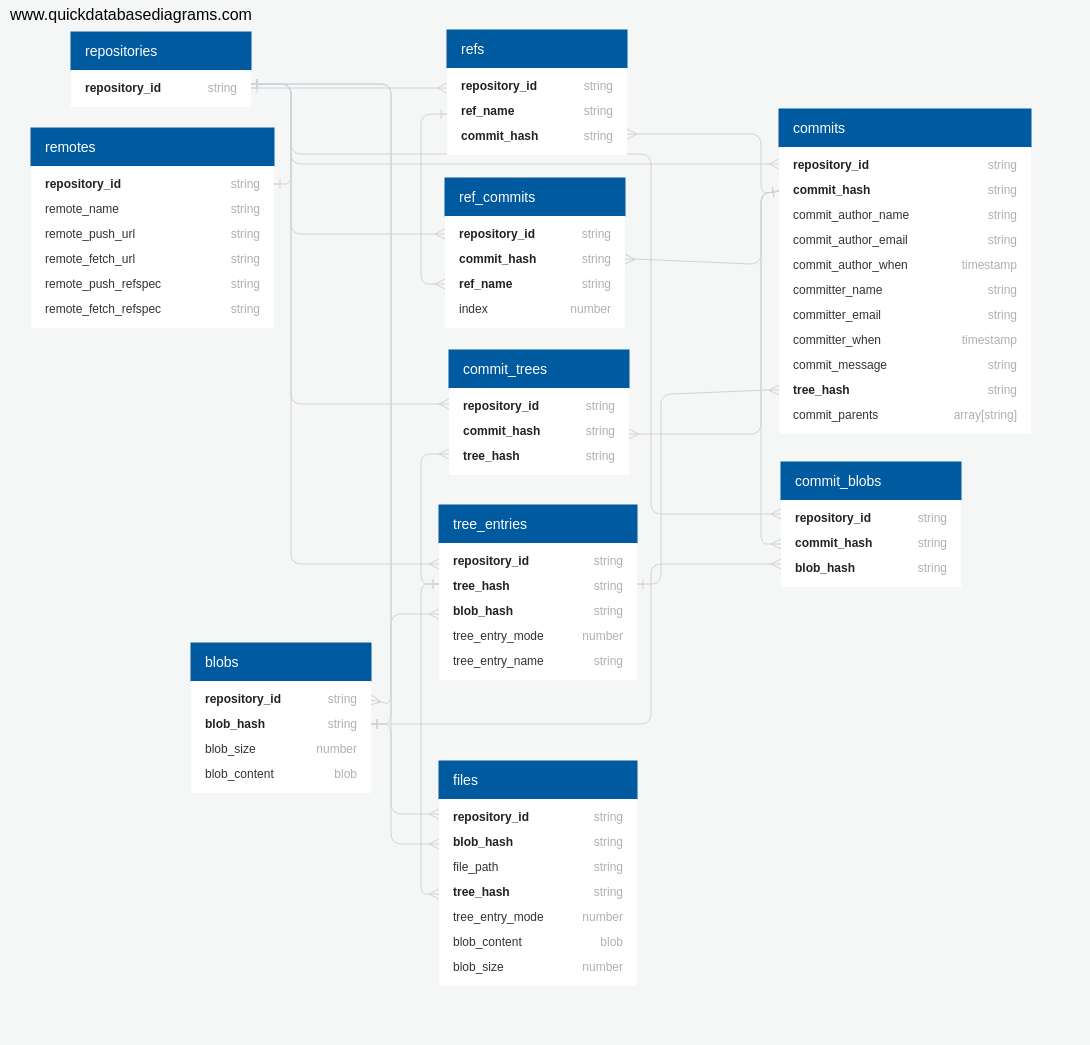 www.quickdatabasediagrams.com
repositories
repository_id string
remotes
repository_id string
remote_name string
remote_push_url string
remote_fetch_url string
remote_push_refspec string
remote_fetch_refspec string
refs
repository_id string
ref_name string
commit_hash string
ref_commits
repository_id string
commit_hash string
ref_name string
index number
commit_trees
repository_id string
commit_hash string
tree_hash string
tree_entries
repository_id string
tree_hash string
blob_hash string
tree_entry_mode number
tree_entry_name string
blobs
repository_id string
blob_hash string
blob_size number
blob_content blob
files
repository_id string
blob_hash string
file_path string
tree_hash string
tree_entry_mode number
blob_content blob
blob_size number
commits
repository_id string
commit_hash string
commit_author_name string
commit_author_email string
commit_author_when timestamp
committer_name string
committer_email string
committer_when timestamp
commit_message string
tree_hash string
commit_parents array[string]
commit_blobs
repository_id string
commit_hash string
blob_hash string